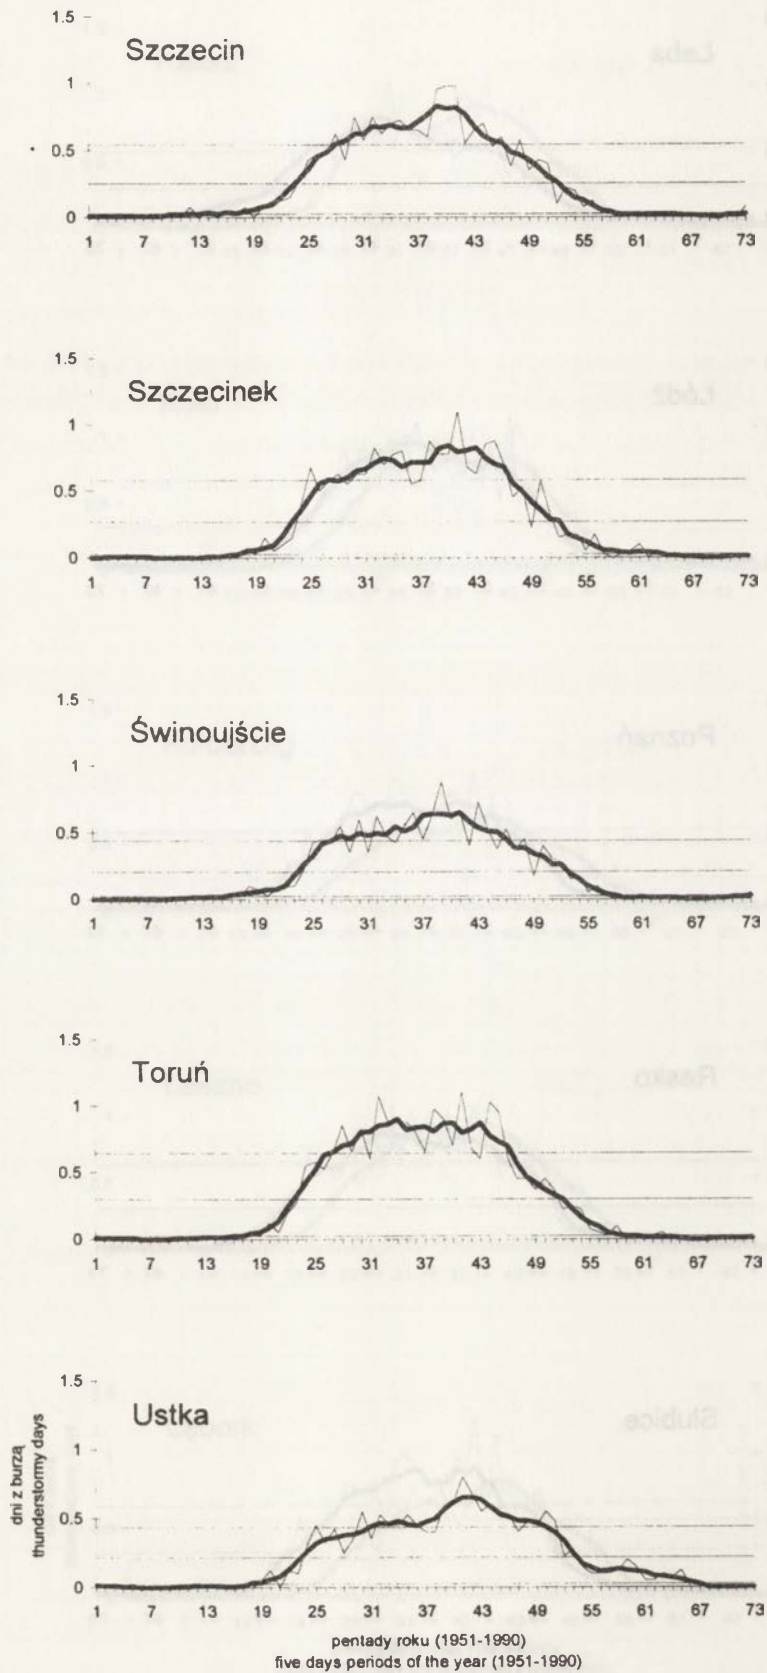 1.5
Szczecin
1
0.5
0
1 7 13 19 25 31 37 43 49 55 61 67 73
1.5
Szczecinek
1
0.5
0
1 7 13 19 25 31 37 43 49 55 61 67 73
1.5
Świnoujście
1
0.5
0
1 7 13 19 25 31 37 43 49 55 61 67 73
1.5
Toruń
1
0.5
0
1 7 13 19 25 31 37 43 49 55 61 67 73
1.5
Ustka
1
0.5
0
dni z burzą
thunderstormy days
1 7 13 19 25 31 37 43 49 55 61 67 73
pentady roku (1951-1990)
five days periods of the year (1951-1990)